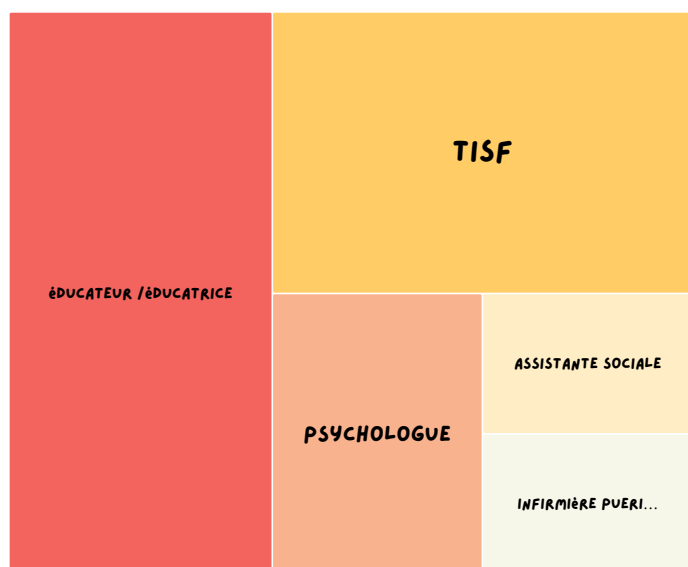 éDUCATEUR /éDUCATRICE
TISF
PSYCHOLOGUE
ASSISTANTE SOCIALE
INFIRMIèRE PUERI...